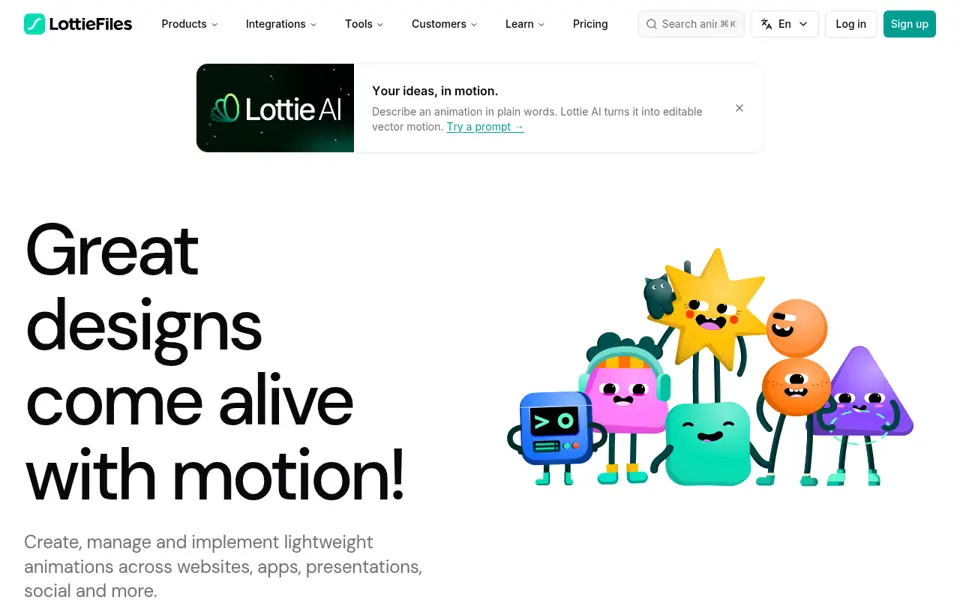 LottieFiles Products Integrations Tools Customers Learn Pricing Search anir ⌘ K En Log in Sign up
Lottie AI
Your ideas, in motion.
Describe an animation in plain words. Lottie AI turns it into editable
vector motion. Try a prompt →
Great
designs
come alive
with motion!
Create, manage and implement lightweight
animations across websites, apps, presentations,
social and more.